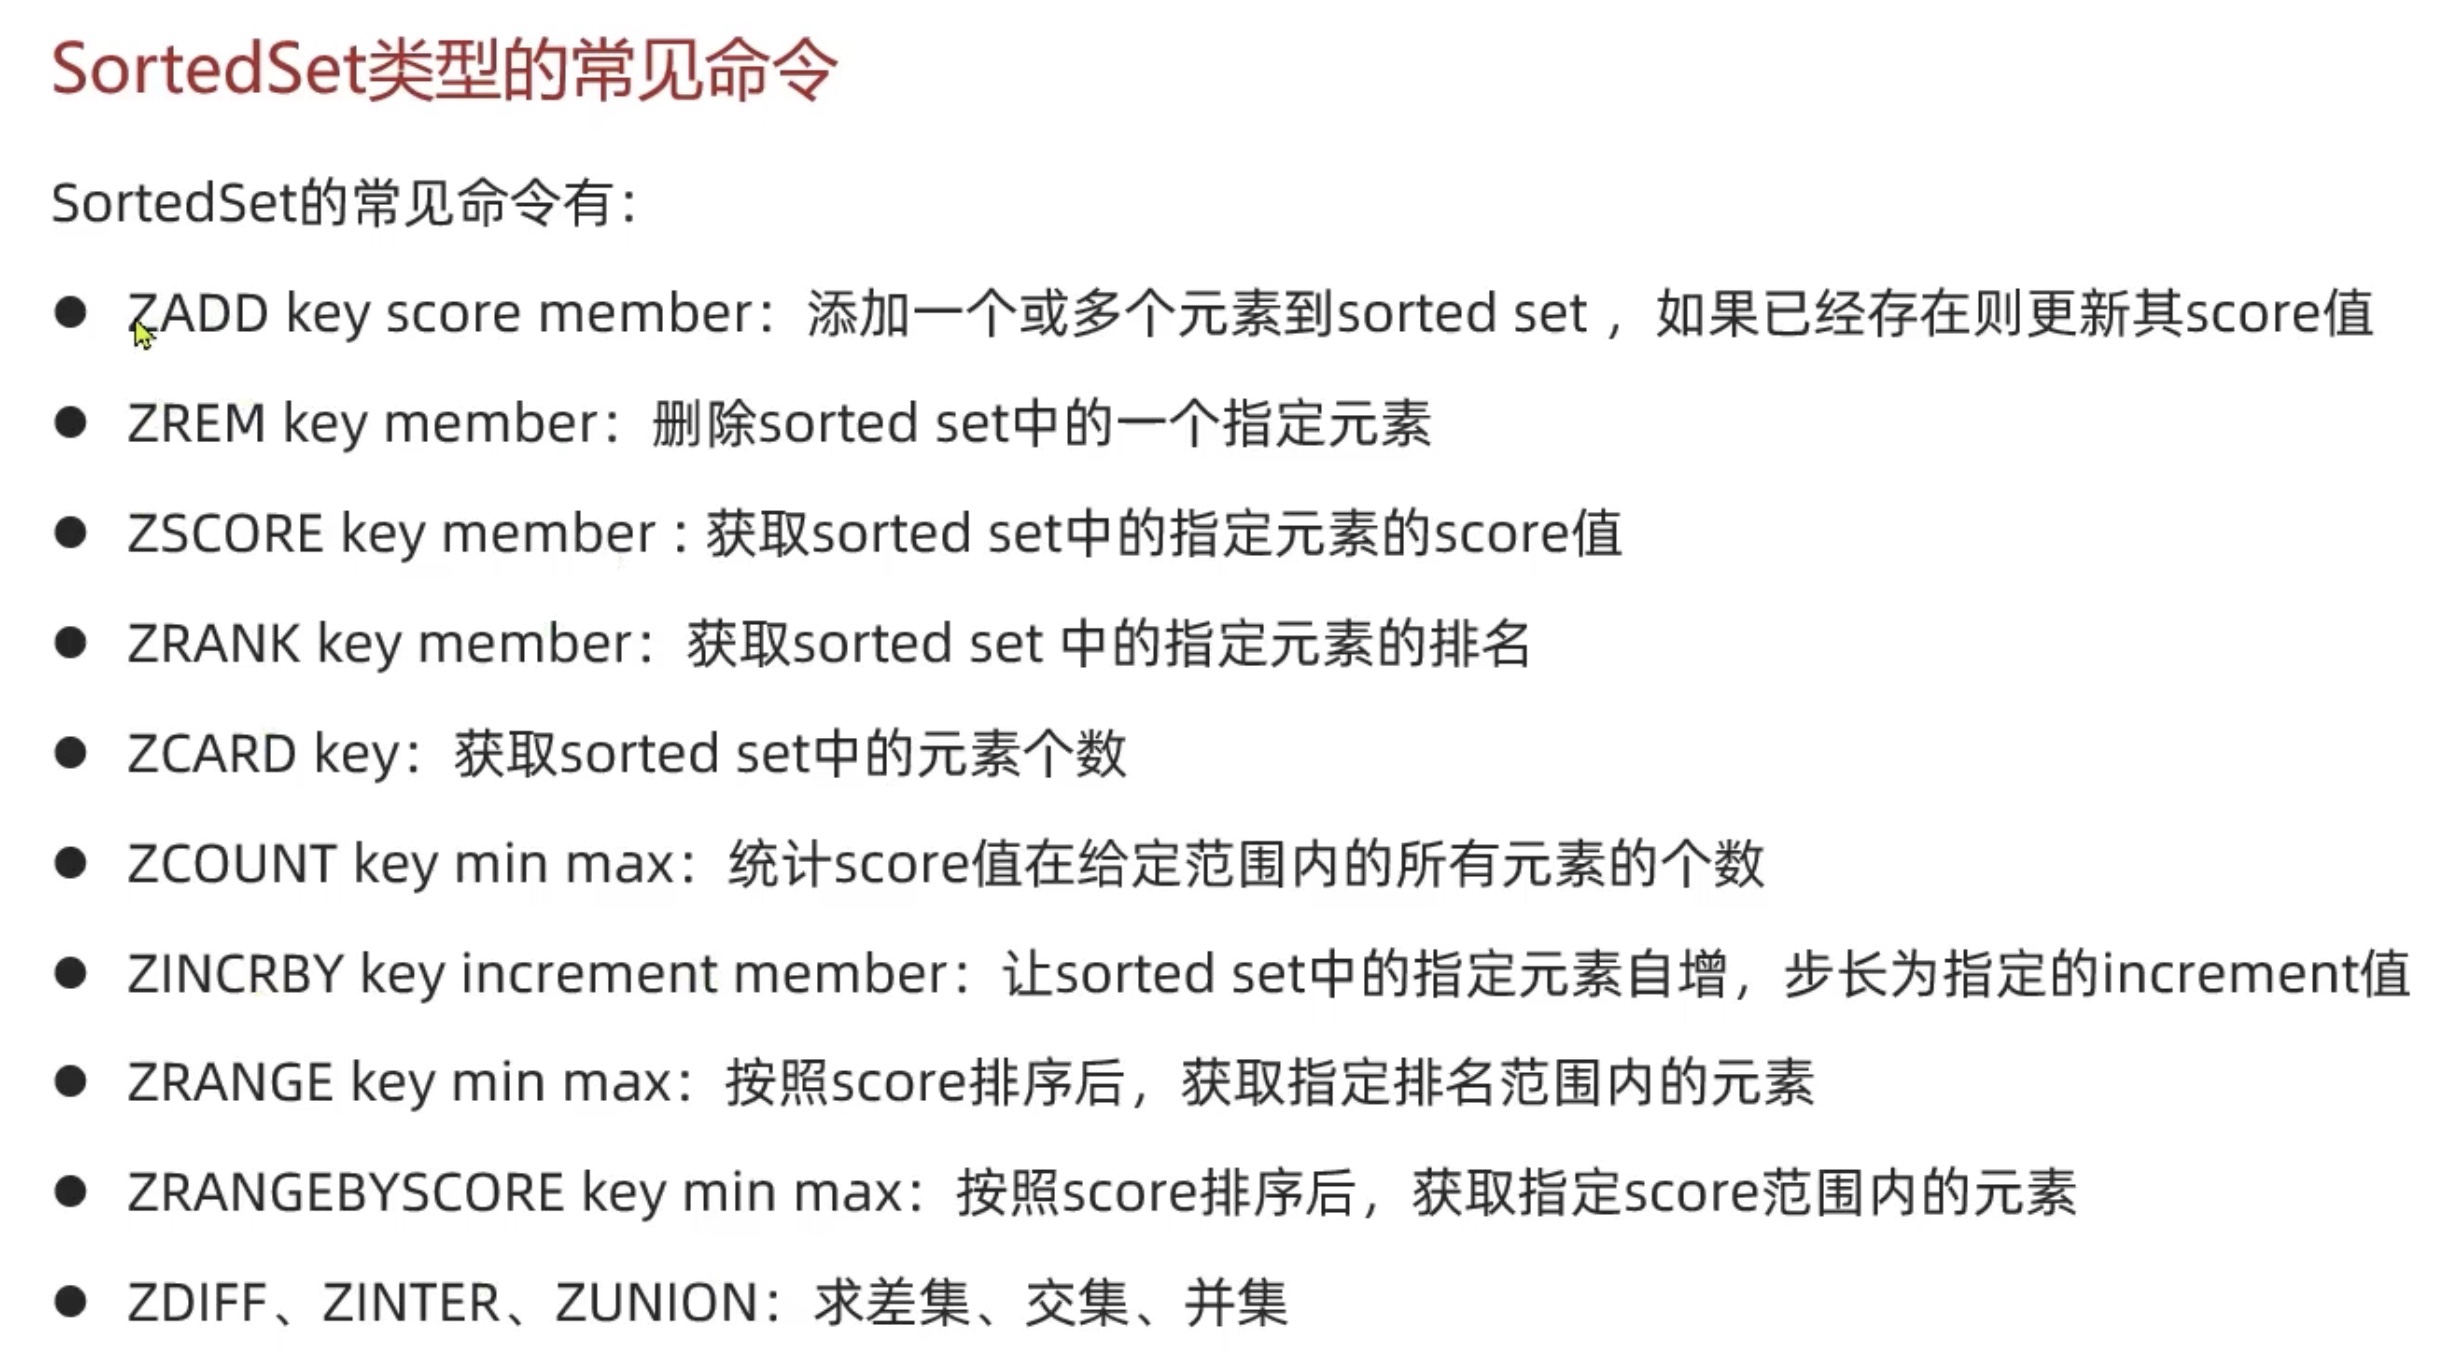 SortedSet类型的常见命令
SortedSet的常见命令有：
● ZADD key score member：添加一个或多个元素到sorted set ，如果已经存在则更新其score值
● ZREM key member：删除sorted set中的一个指定元素
● ZSCORE key member : 获取sorted set中的指定元素的score值
● ZRANK key member：获取sorted set 中的指定元素的排名
● ZCARD key：获取sorted set中的元素个数
● ZCOUNT key min max：统计score值在给定范围内的所有元素的个数
● ZINCRBY key increment member：让sorted set中的指定元素自增，步长为指定的increment值
● ZRANGE key min max：按照score排序后，获取指定排名范围内的元素
● ZRANGEBYSCORE key min max：按照score排序后，获取指定score范围内的元素
● ZDIFF、ZINTER、ZUNION：求差集、交集、并集